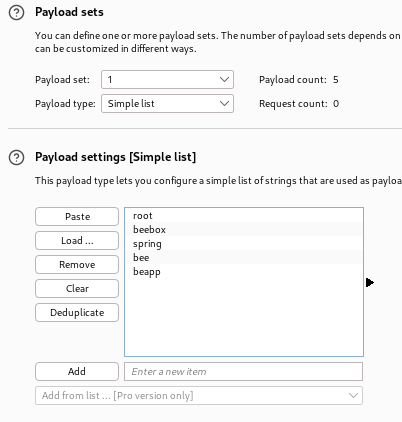 Payload sets
You can define one or more payload sets. The number of payload sets depends on
can be customized in different ways.
Payload set: 1 Payload count: 5
Payload type: Simple list Request count: 0
Payload settings [Simple list]
This payload type lets you configure a simple list of strings that are used as payloa
Paste
Load ...
Remove
Clear
Deduplicate
root
beebox
spring
bee
beapp
Add Enter a new item
Add from list ... [Pro version only]